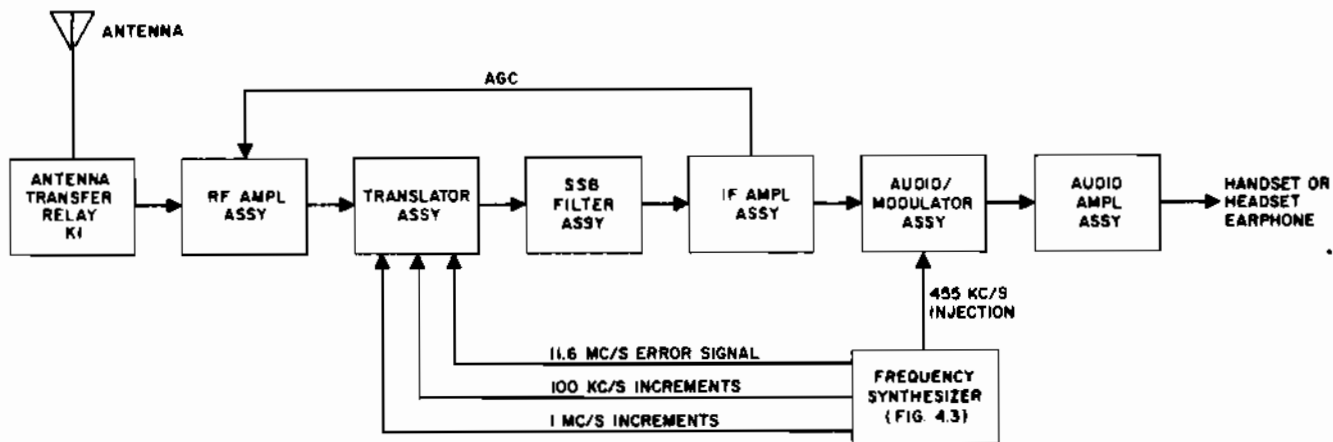 ANTENNA
AGC
ANTENNA
TRANSFER
RELAY
K1
RF AMPL
ASSY
TRANSLATOR
ASSY
SSB
FILTER
ASSY
IF AMPL
ASSY
AUDIO/
MODULATOR
ASSY
AUDIO
AMPL
ASSY
HANDSET OR
HEADSET
EARPHONE
455 KC/S
INJECTION
11.6 MC/S ERROR SIGNAL
100 KC/S INCREMENTS
1 MC/S INCREMENTS
FREQUENCY
SYNTHESIZER
(FIG. 4.3)